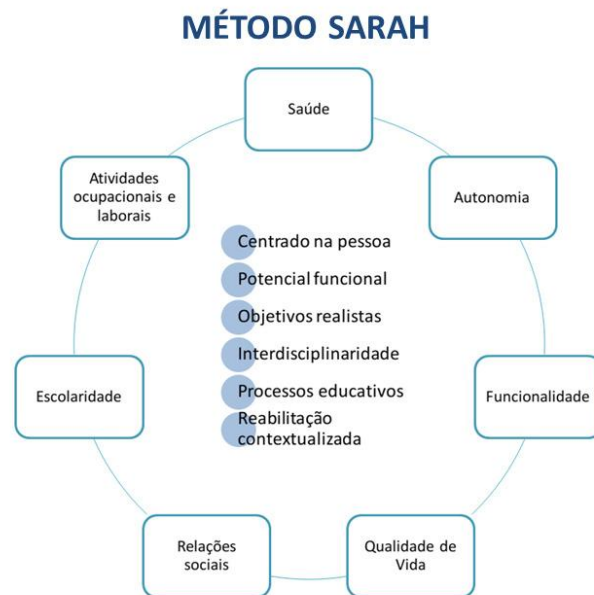 MÉTODO SARAH
Saúde
Atividades
ocupacionais e
laborais
Autonomia
Centrado na pessoa
Potencial funcional
Objetivos realistas
Interdisciplinaridade
Processos educativos
Reabilitação
contextualizada
Escolaridade
Funcionalidade
Relações
sociais
Qualidade de
Vida